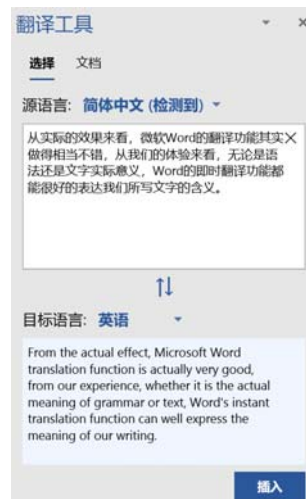 翻译工具
选择 文档
源语言: 简体中文 (检测到)
从实际的效果来看，微软Word的翻译功能其实
做得相当不错，从我们的体验来看，无论是语
法还是文字实际意义，Word的即时翻译功能都
能很好的表达我们所写文字的含义。
目标语言: 英语
From the actual effect, Microsoft Word
translation function is actually very good,
from our experience, whether it is the actual
meaning of grammar or text, Word's instant
translation function can well express the
meaning of our writing.
插入